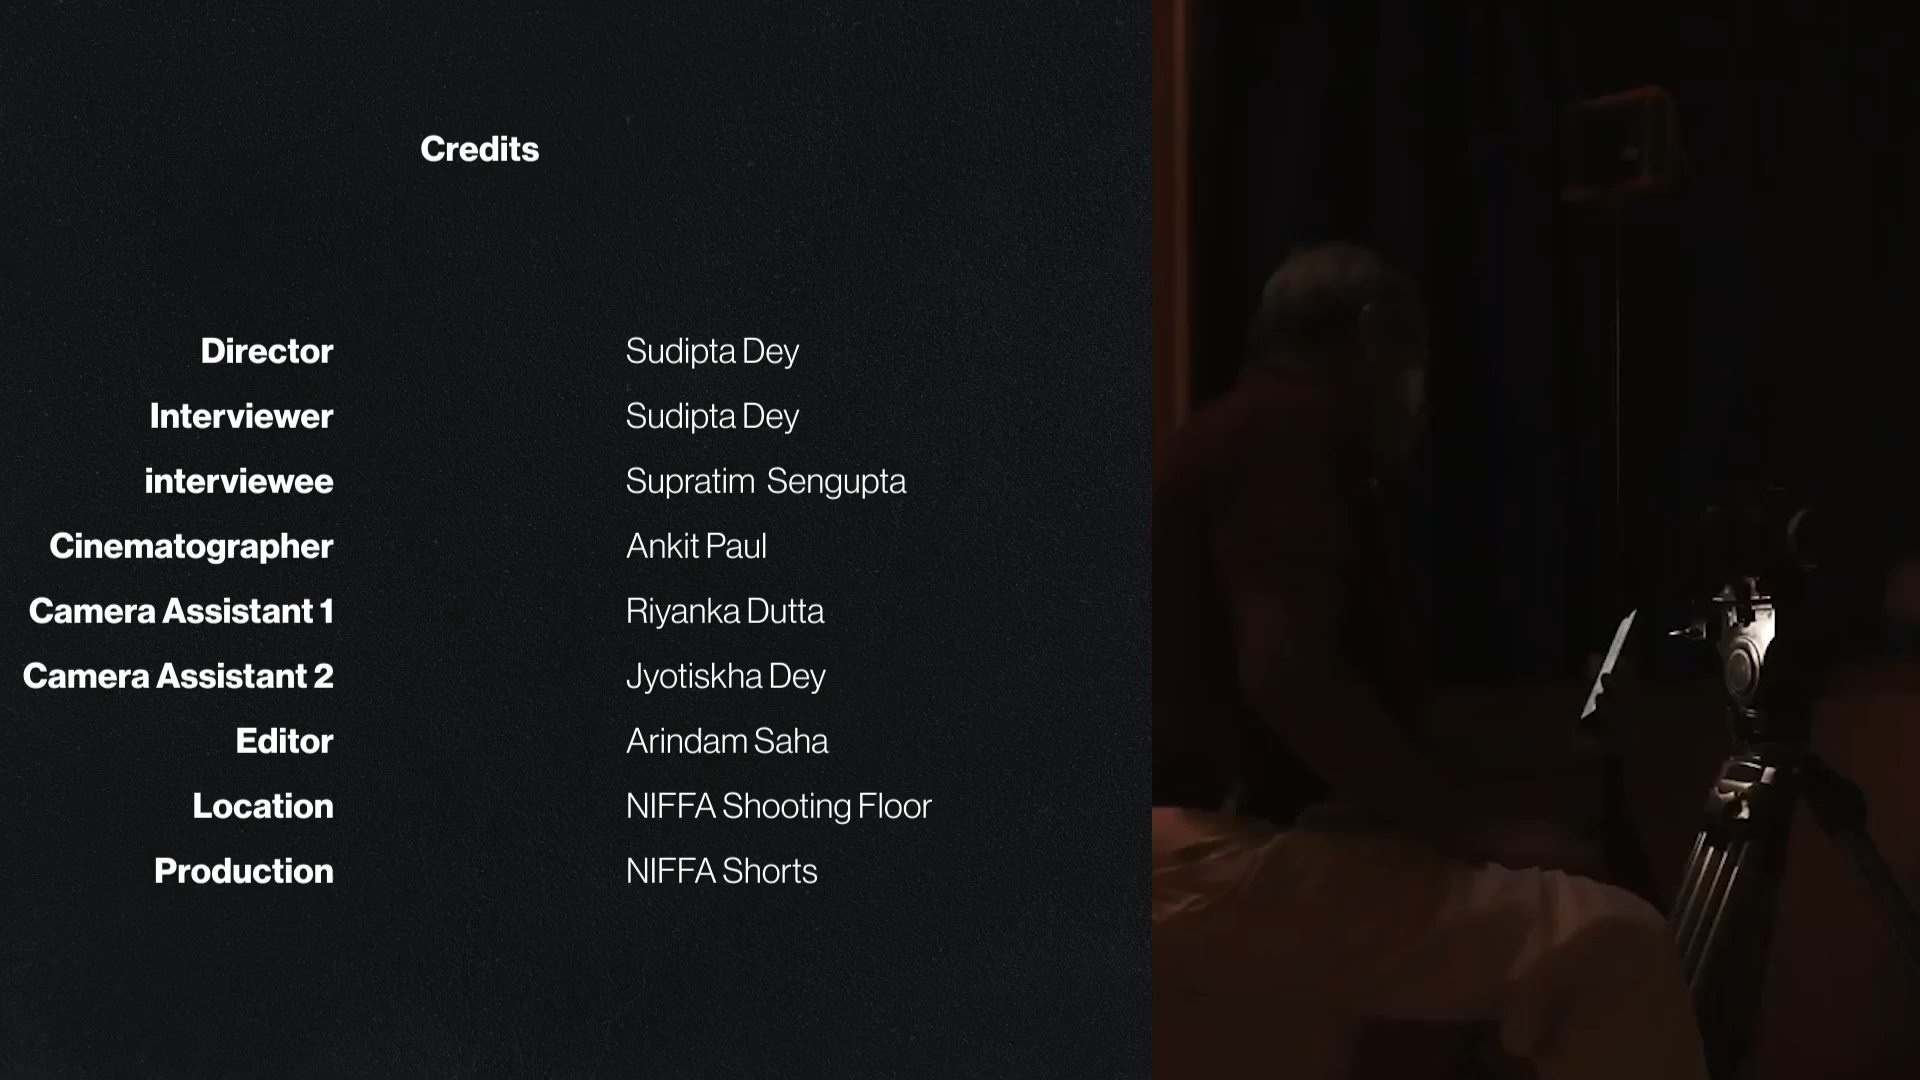 Credits
Director Sudipta Dey
Interviewer Sudipta Dey
interviewee Supratim Sengupta
Cinematographer Ankit Paul
Camera Assistant 1 Riyanka Dutta
Camera Assistant 2 Jyotiskha Dey
Editor Arindam Saha
Location NIFFA Shooting Floor
Production NIFFA Shorts